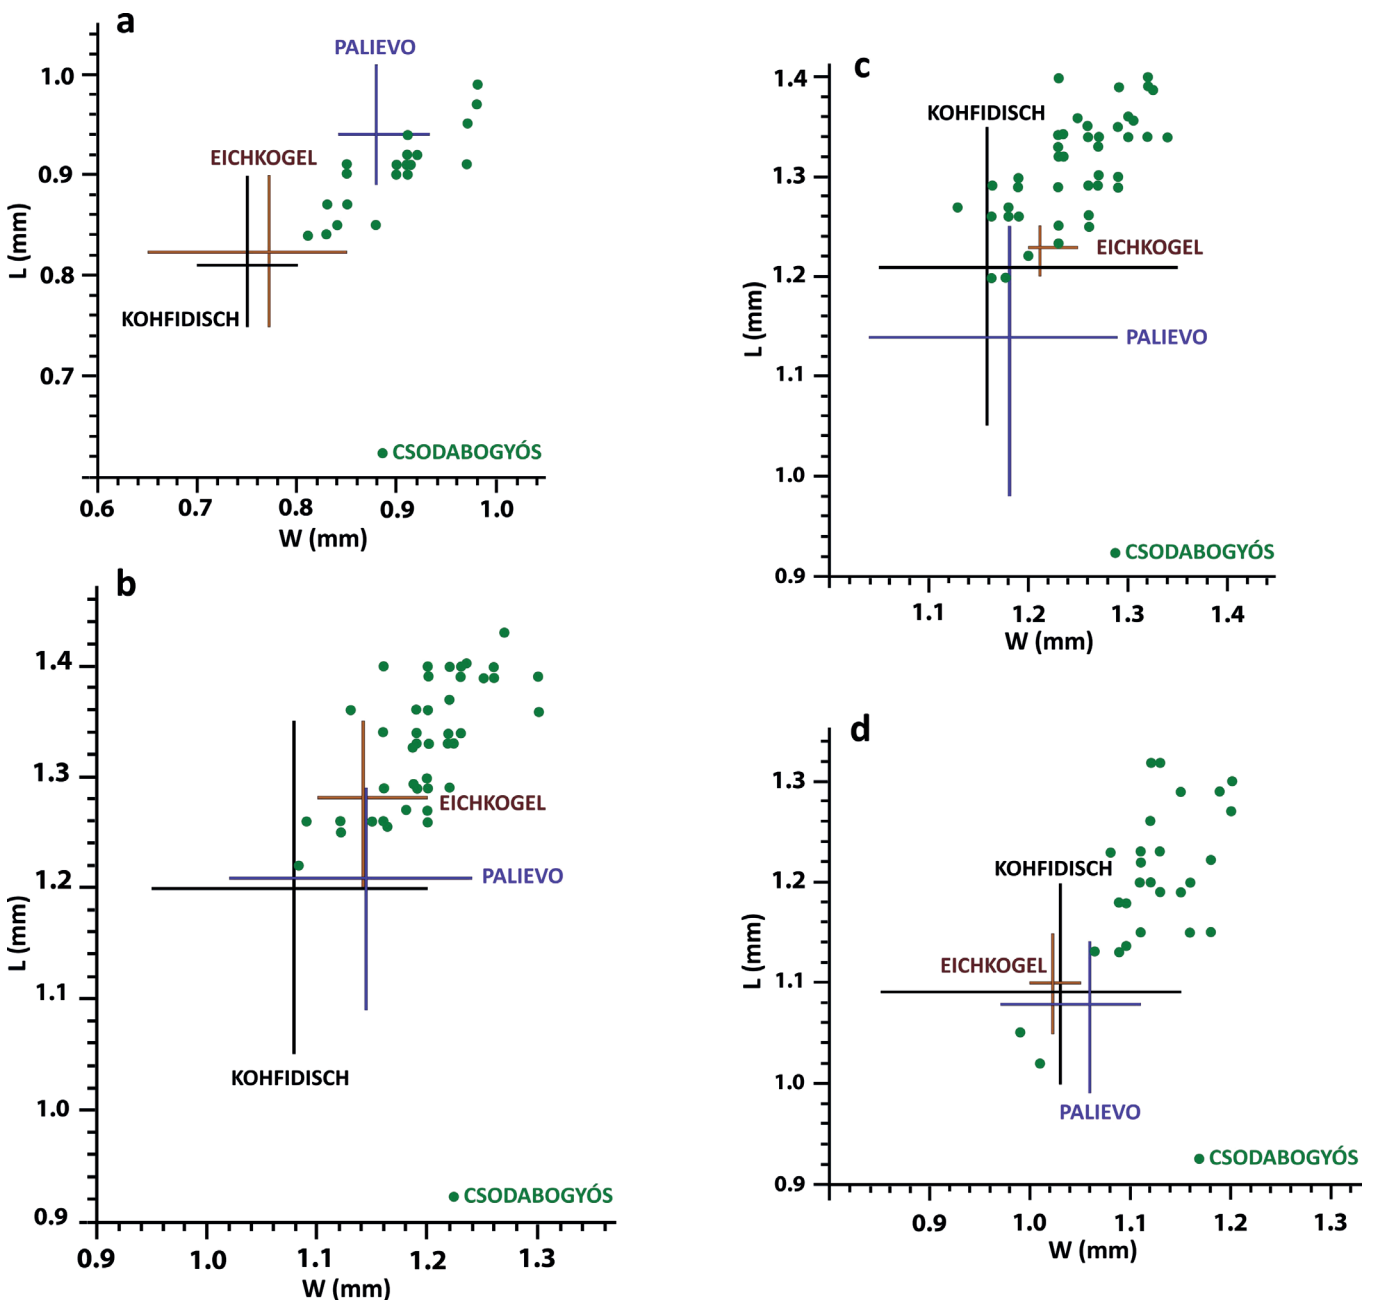 a
PALIEVO
1.0
EICHKOGEL
0.9
L (mm)
0.8
KOHFIDISCH
0.7
CSODABOGYÓS
0.6 0.7 0.8 0.9 1.0
W (mm)
b
1.4
1.3
EICHKOGEL
PALIEVO
1.2
L (mm)
1.1
KOHFIDISCH
1.0
CSODABOGYÓS
0.9
0.9 1.0 1.1 1.2 1.3
W (mm)
c
1.4
KOHFIDISCH
1.3
EICHKOGEL
1.2
L (mm)
PALIEVO
1.1
1.0
CSODABOGYÓS
0.9
1.1 1.2 1.3 1.4
W (mm)
d
1.3
KOHFIDISCH
1.2
EICHKOGEL
L (mm)
1.1
1.0
PALIEVO
CSODABOGYÓS
0.9
0.9 1.0 1.1 1.2 1.3
W (mm)